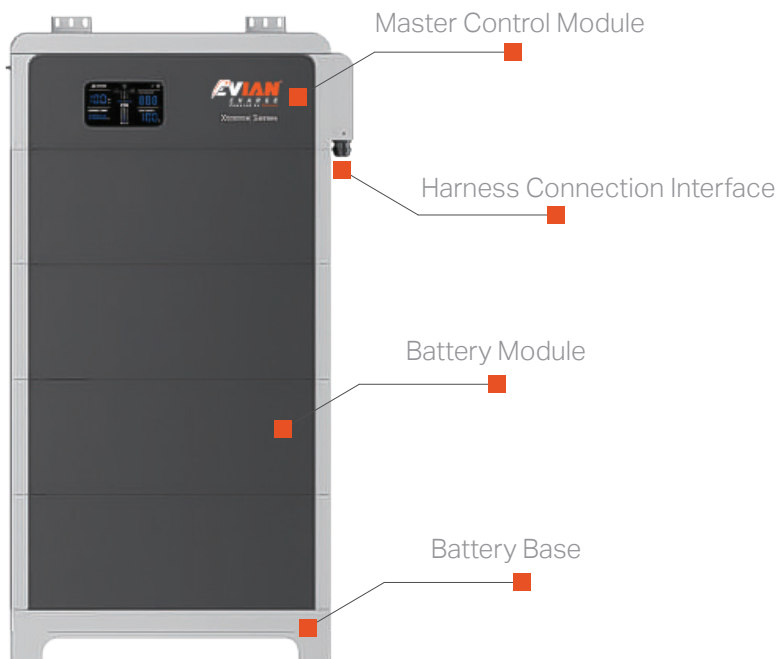 Master Control Module
EVIAN
CHARGE
Xtreme Series
Harness Connection Interface
Battery Module
Battery Base